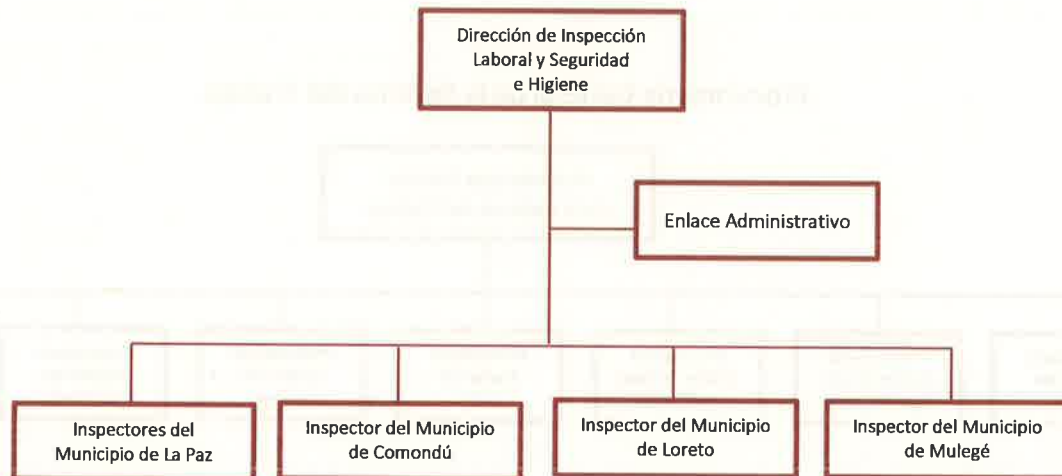 Dirección de Inspección
Laboral y Seguridad
e Higiene
Enlace Administrativo
Inspectores del
Municipio de La Paz
Inspector del Municipio
de Comondú
Inspector del Municipio
de Loreto
Inspector del Municipio
de Mulegé